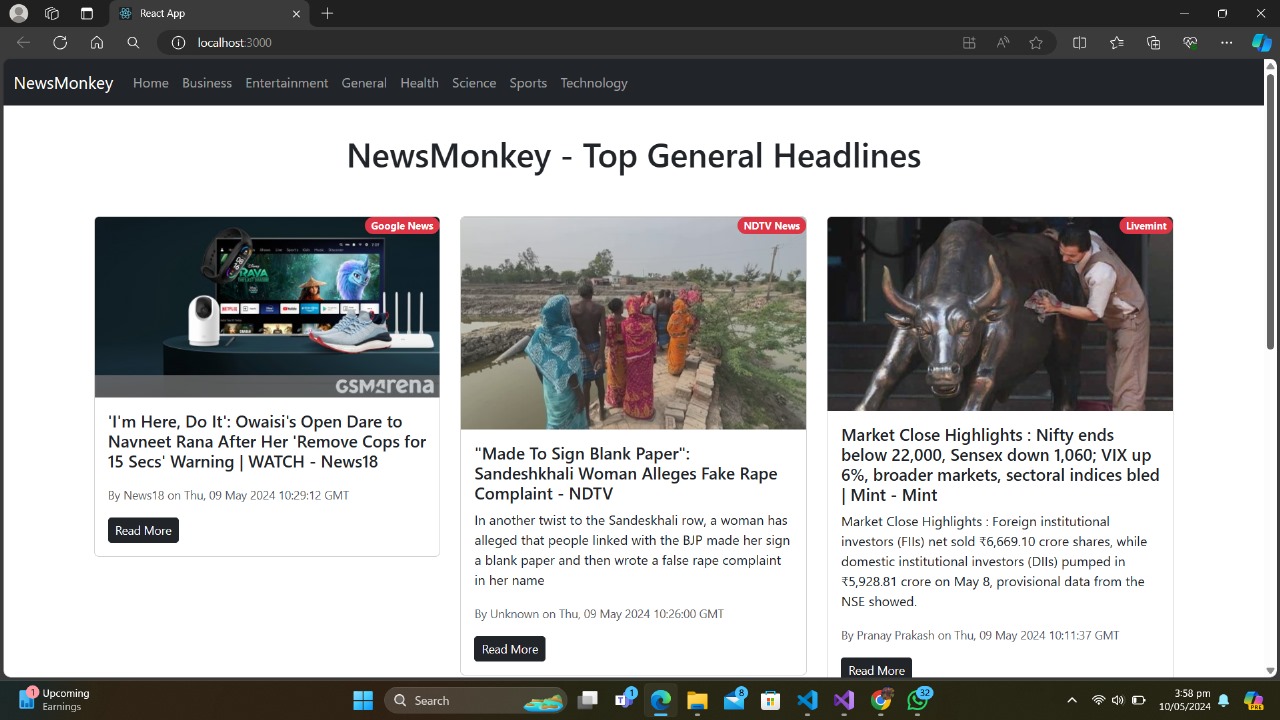 React App
localhost:3000
NewsMonkey Home Business Entertainment General Health Science Sports Technology
NewsMonkey - Top General Headlines
Google News
GSMArena
'I'm Here, Do It': Owaisi's Open Dare to
Navneet Rana After Her 'Remove Cops for
15 Secs' Warning | WATCH - News18
By News18 on Thu, 09 May 2024 10:29:12 GMT
Read More
NDTV News
"Made To Sign Blank Paper":
Sandeshkhali Woman Alleges Fake Rape
Complaint - NDTV
In another twist to the Sandeskhali row, a woman has
alleged that people linked with the BJP made her sign
a blank paper and then wrote a false rape complaint
in her name
By Unknown on Thu, 09 May 2024 10:26:00 GMT
Read More
Livemint
Market Close Highlights : Nifty ends
below 22,000, Sensex down 1,060; VIX up
6%, broader markets, sectoral indices bled
| Mint - Mint
Market Close Highlights : Foreign institutional
investors (FIIs) net sold ₹6,669.10 crore shares, while
domestic institutional investors (DIIs) pumped in
₹5,928.81 crore on May 8, provisional data from the
NSE showed.
By Pranay Prakash on Thu, 09 May 2024 10:11:37 GMT
Read More
1
Upcoming
Earnings
Search
1
8
32
3:58 pm
10/05/2024
PRE